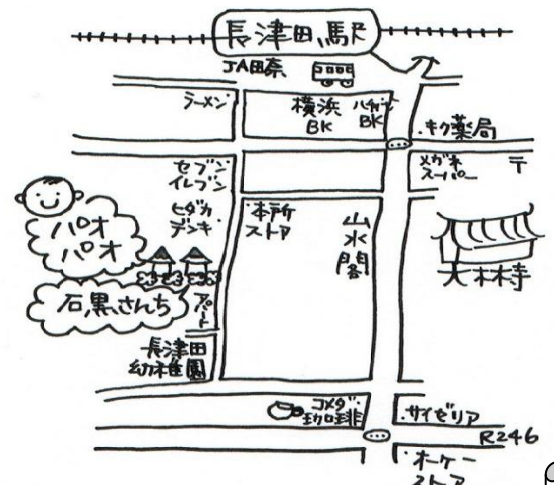 長津田駅
JA田奈
ラーメン
横浜
BK
BK
キク薬局
メガネ
スーパー
〒
セブン
イレブン
ヒダカ
デンキ
本所
ストア
山
水
閣
大林寺
パオ
パオ
石黒さんち
アパート
長津田
幼稚園
コメダ
珈琲
サイゼリア
R246
オーケー
ストア